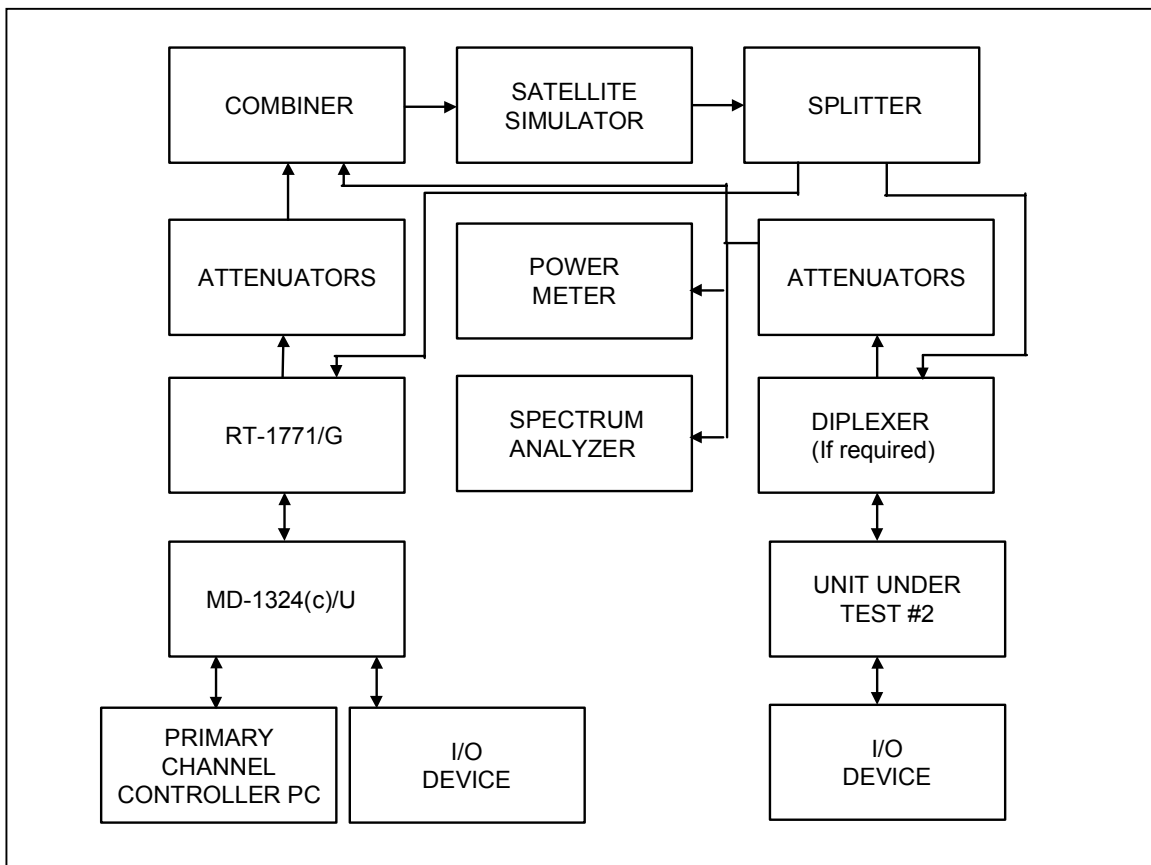 COMBINER
SATELLITE
SIMULATOR
SPLITTER
ATTENUATORS
POWER
METER
ATTENUATORS
RT-1771/G
SPECTRUM
ANALYZER
DIPLEXER
(If required)
MD-1324(c)/U
UNIT UNDER
TEST #2
PRIMARY
CHANNEL
CONTROLLER PC
I/O
DEVICE
I/O
DEVICE